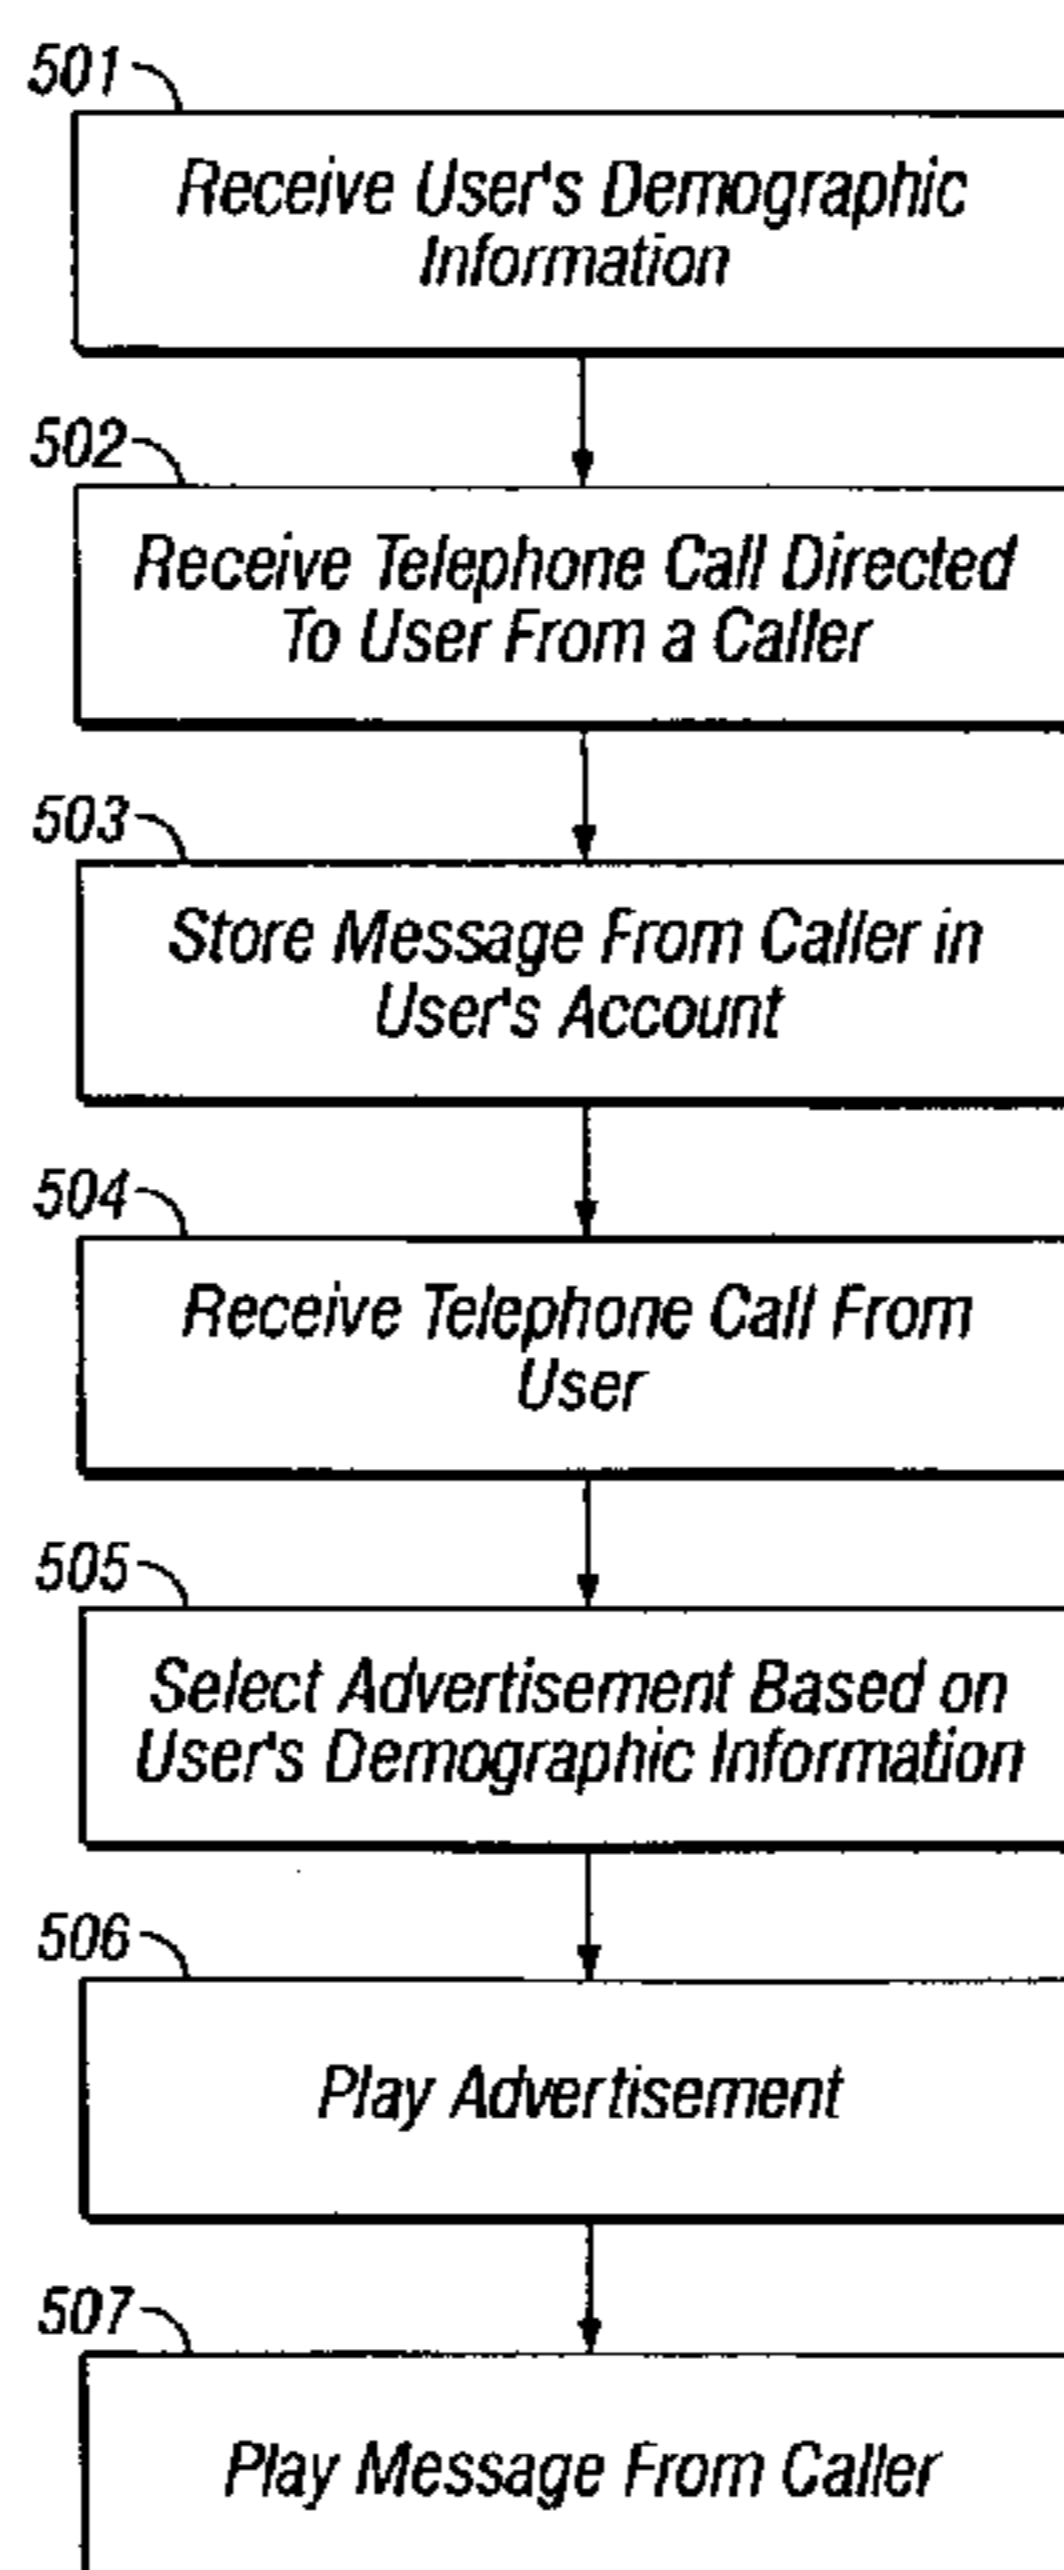 501
Receive User's Demographic
Information
502
Receive Telephone Call Directed
To User From a Caller
503
Store Message From Caller in
User's Account
504
Receive Telephone Call From
User
505
Select Advertisement Based on
User's Demographic Information
506
Play Advertisement
507
Play Message From Caller